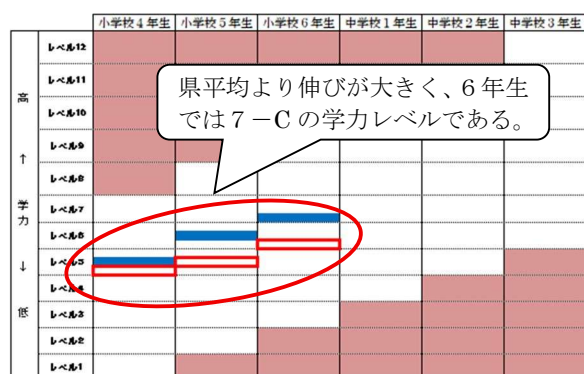 小学校4年生 小学校5年生 小学校6年生 中学校1年生 中学校2年生 中学校3年生
高
↑
学
力
↓
低
レベル12
レベル11
レベル10
レベル9
レベル8
レベル7
レベル6
レベル5
レベル4
レベル3
レベル2
レベル1
県平均より伸びが大きく、6年生
では7-Cの学力レベルである。